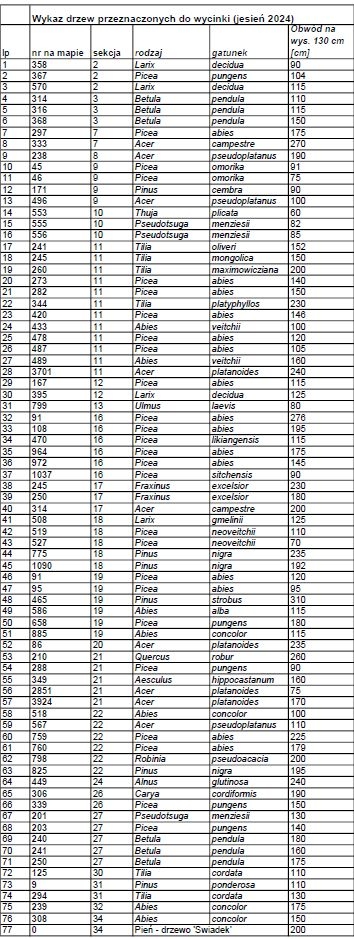 Wykaz drzew przeznaczonych do wycinki (jesień 2024)
lp nr na mapie sekcja rodzaj gatunek Obwód na wys. 130 cm [cm]
1 358 2 Larix decidua 90
2 367 2 Picea pungens 104
3 570 2 Larix decidua 115
4 314 3 Betula pendula 110
5 316 3 Betula pendula 115
6 368 3 Betula pendula 150
7 297 7 Picea abies 175
8 333 7 Acer campestre 270
9 238 8 Acer pseudoplatanus 190
10 45 9 Picea omorika 91
11 46 9 Picea omorika 75
12 171 9 Pinus cembra 90
13 496 9 Acer pseudoplatanus 100
14 553 10 Thuja plicata 60
15 555 10 Pseudotsuga menziesii 82
16 556 10 Pseudotsuga menziesii 85
17 241 11 Tilia oliveri 152
18 245 11 Tilia mongolica 150
19 260 11 Tilia maximowicziana 200
20 273 11 Picea abies 140
21 282 11 Picea abies 150
22 344 11 Tilia platyphyllos 230
23 420 11 Picea abies 146
24 433 11 Abies veitchii 100
25 478 11 Picea abies 120
26 487 11 Picea abies 105
27 489 11 Abies veitchii 160
28 3701 11 Acer platanoides 240
29 167 12 Picea abies 115
30 395 12 Larix decidua 125
31 799 13 Ulmus laevis 80
32 91 16 Picea abies 276
33 108 16 Picea abies 195
34 470 16 Picea likiangensis 115
35 964 16 Picea abies 175
36 972 16 Picea abies 145
37 1037 16 Picea sitchensis 90
38 245 17 Fraxinus excelsior 230
39 250 17 Fraxinus excelsior 180
40 314 17 Acer campestre 200
41 508 18 Larix gmelinii 125
42 519 18 Picea neoveitchii 110
43 527 18 Picea neoveitchii 70
44 775 18 Pinus nigra 235
45 1090 18 Pinus nigra 192
46 91 19 Picea abies 120
47 95 19 Picea abies 95
48 465 19 Pinus strobus 310
49 586 19 Abies alba 115
50 658 19 Picea pungens 180
51 885 19 Abies concolor 115
52 86 20 Acer platanoides 235
53 210 21 Quercus robur 260
54 288 21 Picea pungens 90
55 349 21 Aesculus hippocastanum 160
56 2851 21 Acer platanoides 75
57 3924 21 Acer platanoides 170
58 518 22 Abies concolor 100
59 567 22 Acer pseudoplatanus 110
60 759 22 Picea abies 225
61 760 22 Picea abies 179
62 798 22 Robinia pseudoacacia 200
63 825 22 Pinus nigra 195
64 449 24 Alnus glutinosa 240
65 306 26 Carya cordiformis 190
66 339 26 Picea pungens 150
67 201 27 Pseudotsuga menziesii 130
68 203 27 Picea pungens 140
69 240 27 Betula pendula 180
70 241 27 Betula pendula 160
71 250 27 Betula pendula 175
72 125 30 Tilia cordata 110
73 9 31 Pinus ponderosa 110
74 294 31 Tilia cordata 130
75 239 32 Abies concolor 175
76 308 34 Abies concolor 150
77 0 34 Pień - drzewo 'Świadek' 200